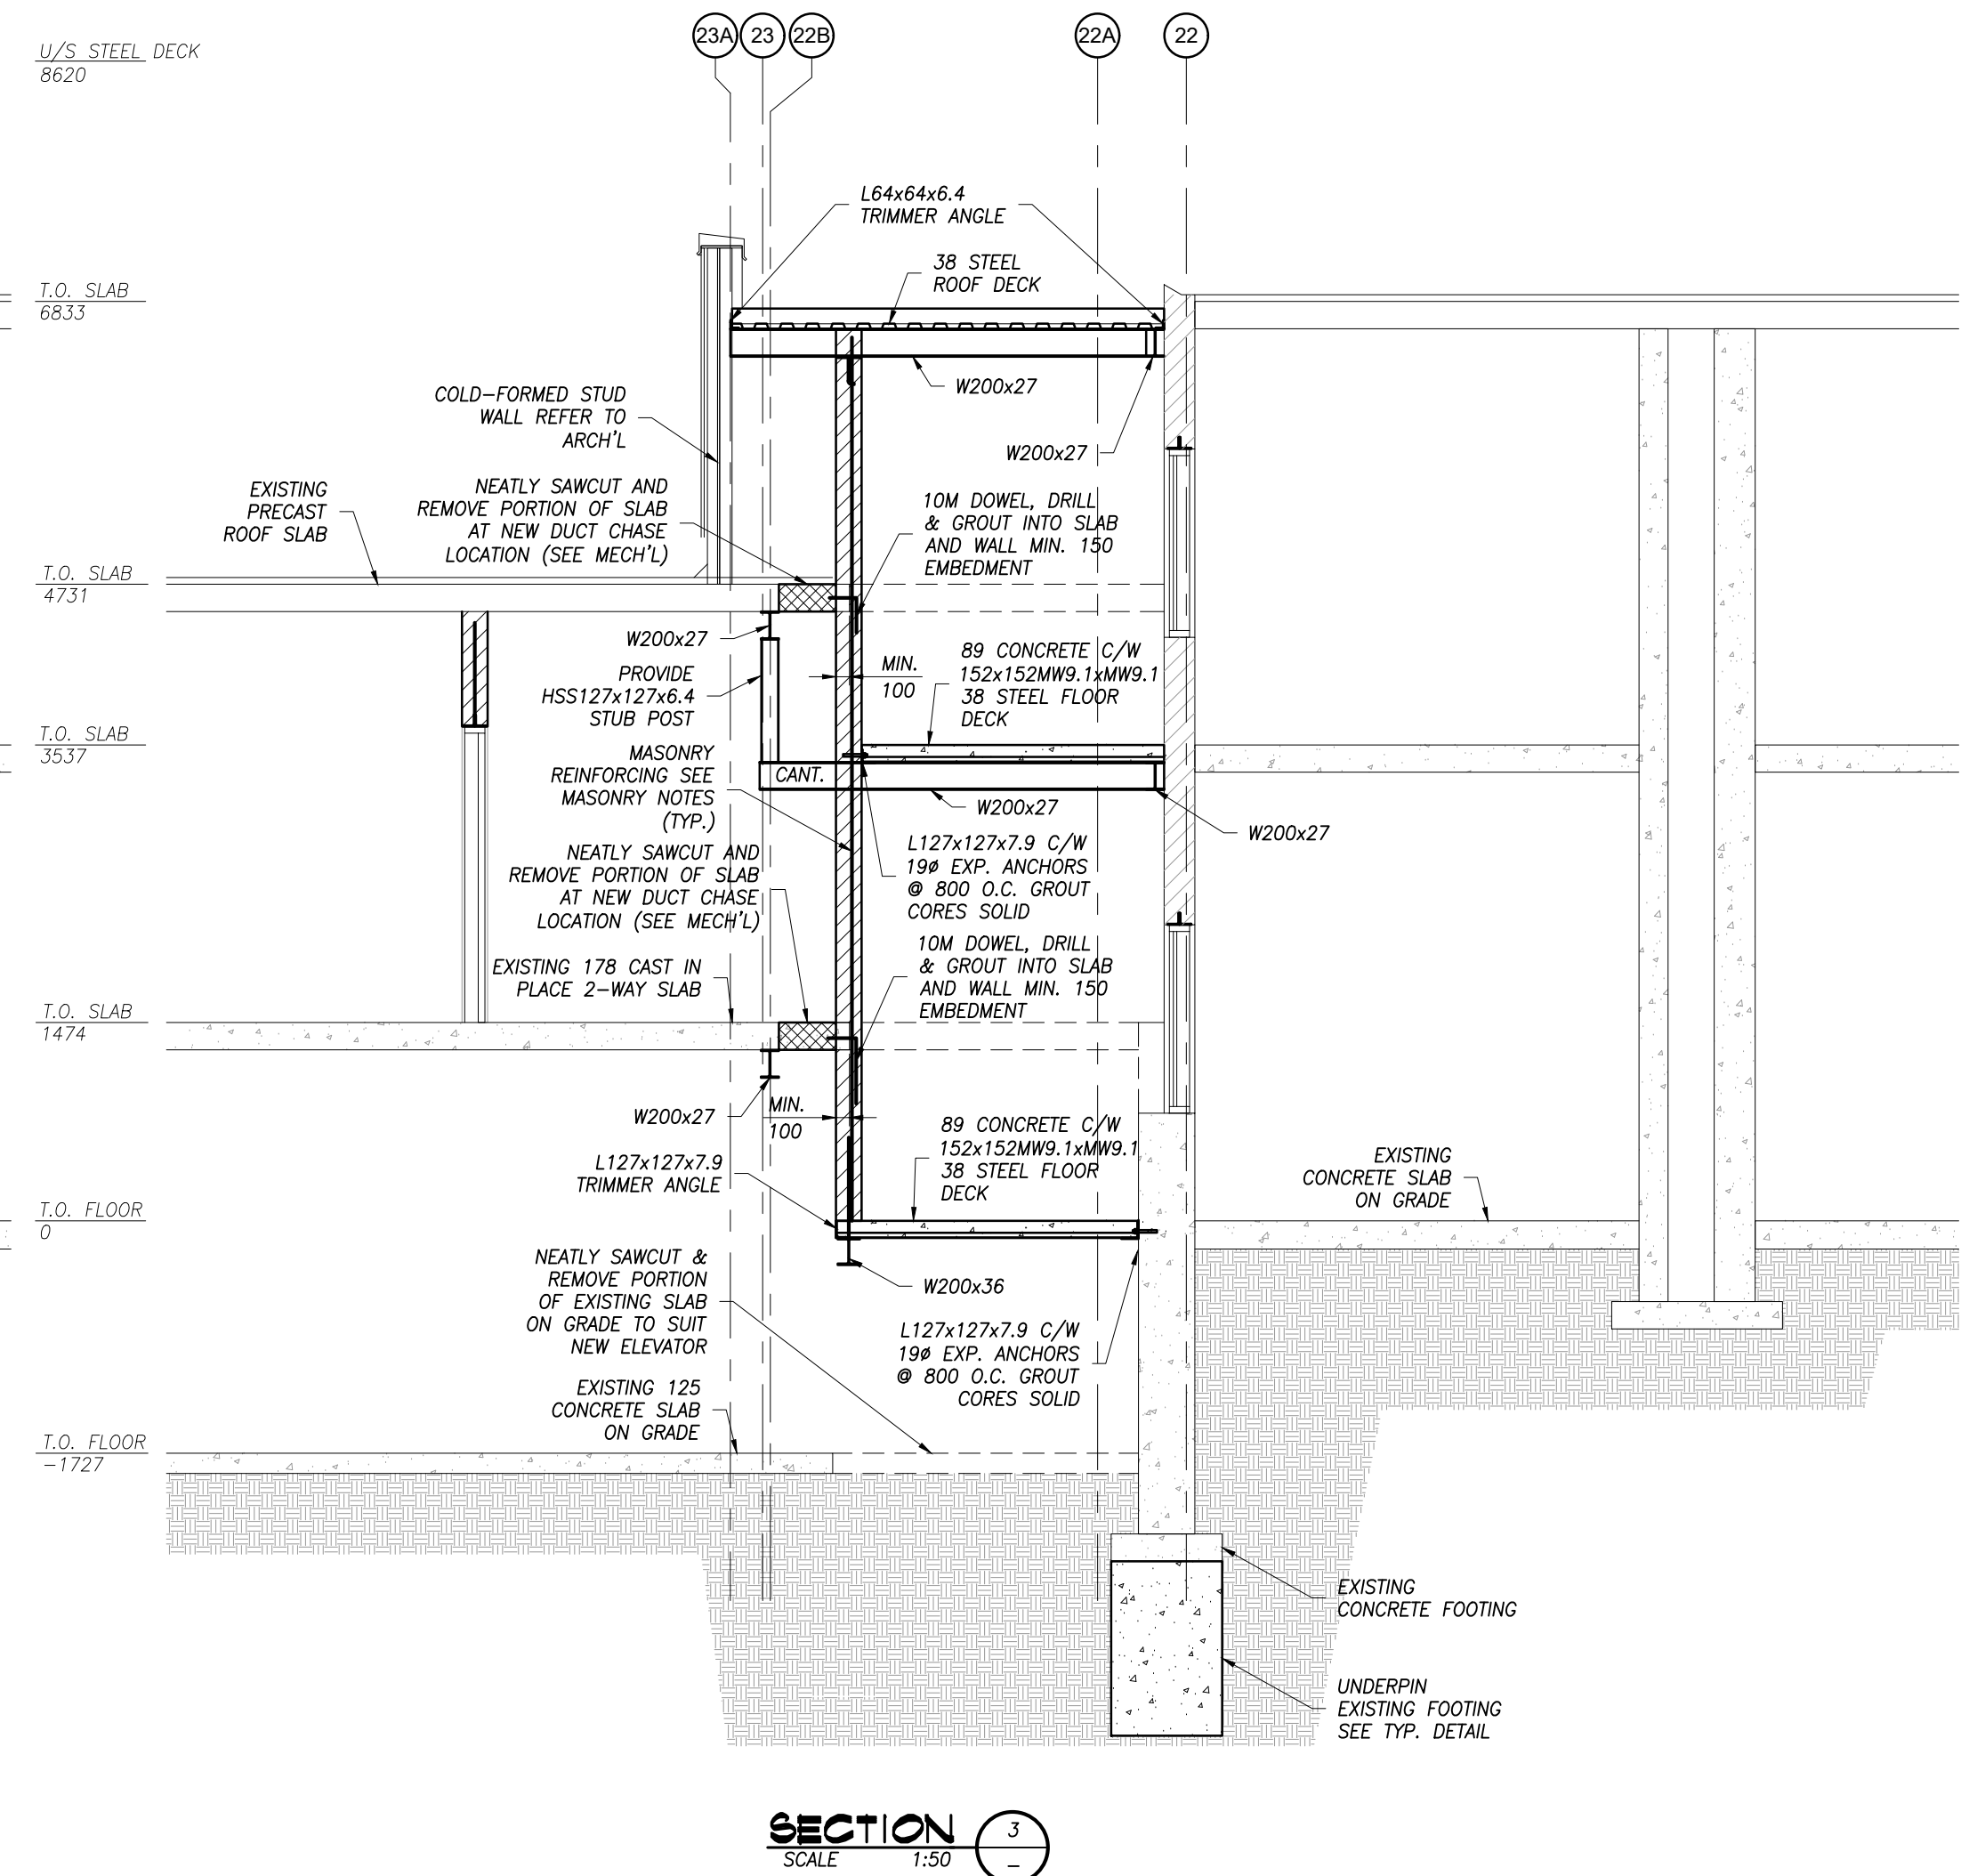 23A 23 22B 22A 22
U/S STEEL DECK
8620
L64x64x6.4
TRIMMER ANGLE
38 STEEL
ROOF DECK
T.O. SLAB
6833
W200x27
COLD-FORMED STUD
WALL REFER TO
ARCH'L
W200x27
EXISTING
PRECAST
ROOF SLAB
NEATLY SAWCUT AND
REMOVE PORTION OF SLAB
AT NEW DUCT CHASE
LOCATION (SEE MECH'L)
10M DOWEL, DRILL
& GROUT INTO SLAB
AND WALL MIN. 150
EMBEDMENT
T.O. SLAB
4731
W200x27
PROVIDE
HSS127x127x6.4
STUB POST
MIN.
100
89 CONCRETE C/W
152x152MW9.1xMW9.1
38 STEEL FLOOR
DECK
T.O. SLAB
3537
MASONRY
REINFORCING SEE
MASONRY NOTES
(TYP.)
CANT.
W200x27
W200x27
L127x127x7.9 C/W
19ø EXP. ANCHORS
@ 800 O.C. GROUT
CORES SOLID
NEATLY SAWCUT AND
REMOVE PORTION OF SLAB
AT NEW DUCT CHASE
LOCATION (SEE MECH'L)
10M DOWEL, DRILL
& GROUT INTO SLAB
AND WALL MIN. 150
EMBEDMENT
EXISTING 178 CAST IN
PLACE 2-WAY SLAB
T.O. SLAB
1474
W200x27
MIN.
100
89 CONCRETE C/W
152x152MW9.1xMW9.1
38 STEEL FLOOR
DECK
L127x127x7.9
TRIMMER ANGLE
EXISTING
CONCRETE SLAB
ON GRADE
T.O. FLOOR
0
NEATLY SAWCUT &
REMOVE PORTION
OF EXISTING SLAB
ON GRADE TO SUIT
NEW ELEVATOR
W200x36
L127x127x7.9 C/W
19ø EXP. ANCHORS
@ 800 O.C. GROUT
CORES SOLID
EXISTING 125
CONCRETE SLAB
ON GRADE
T.O. FLOOR
-1727
EXISTING
CONCRETE FOOTING
UNDERPIN
EXISTING FOOTING
SEE TYP. DETAIL
SECTION
SCALE 1:50
3
-